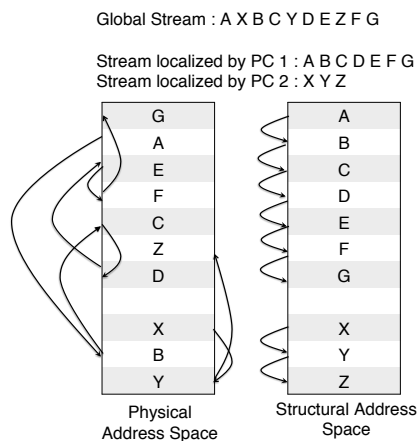 Global Stream : A X B C Y D E Z F G
Stream localized by PC 1 : A B C D E F G
Stream localized by PC 2 : X Y Z
G
A
E
F
C
Z
D
X
B
Y
Physical
Address Space
A
B
C
D
E
F
G
X
Y
Z
Structural Address
Space